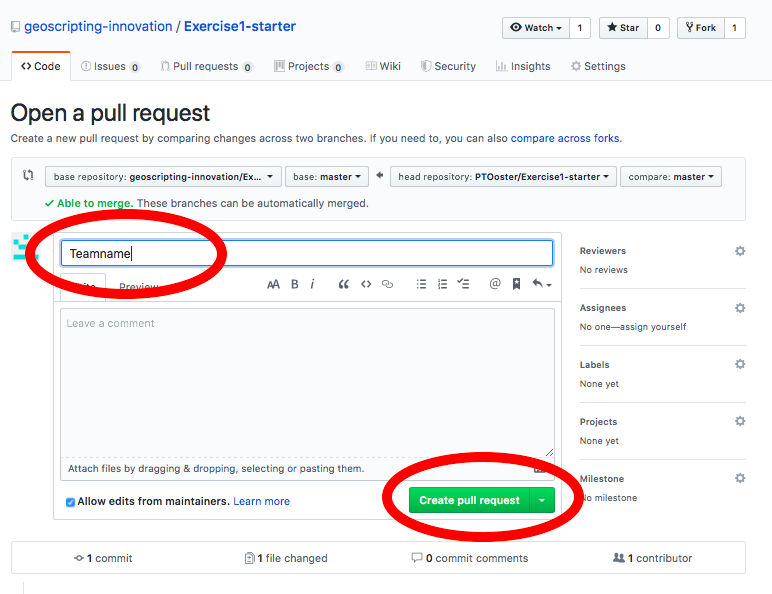 geoscripting-innovation / Exercise1-starter
Watch 1 Star 0 Fork 1
Code Issues 0 Pull requests 0 Projects 0 Wiki Security Insights Settings
Open a pull request
Create a new pull request by comparing changes across two branches. If you need to, you can also compare across forks.
base repository: geoscripting-innovation/Ex... base: master head repository: PTOoster/Exercise1-starter compare: master
Able to merge. These branches can be automatically merged.
Teamname
Preview
AA B i
Leave a comment
Attach files by dragging & dropping, selecting or pasting them.
Allow edits from maintainers. Learn more
Create pull request
Reviewers
No reviews
Assignees
No one—assign yourself
Labels
None yet
Projects
None yet
Milestone
No milestone
1 commit 1 file changed 0 commit comments 1 contributor